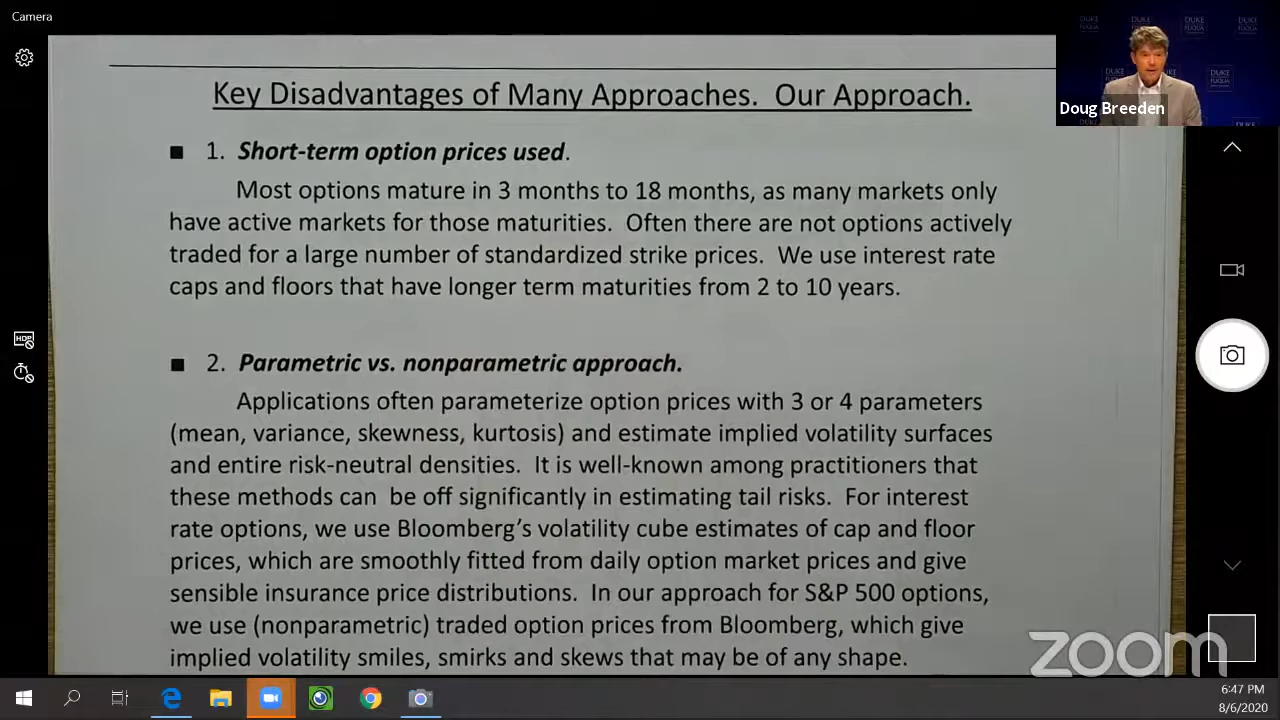 Camera
DUKE DUKE DUKE DUKE
FUQUA FUQUA
DUKE
FUQUA
Doug Breeden
Key Disadvantages of Many Approaches. Our Approach.
■ 1. Short-term option prices used.
Most options mature in 3 months to 18 months, as many markets only
have active markets for those maturities. Often there are not options actively
traded for a large number of standardized strike prices. We use interest rate
caps and floors that have longer term maturities from 2 to 10 years.
■ 2. Parametric vs. nonparametric approach.
Applications often parameterize option prices with 3 or 4 parameters
(mean, variance, skewness, kurtosis) and estimate implied volatility surfaces
and entire risk-neutral densities. It is well-known among practitioners that
these methods can be off significantly in estimating tail risks. For interest
rate options, we use Bloomberg's volatility cube estimates of cap and floor
prices, which are smoothly fitted from daily option market prices and give
sensible insurance price distributions. In our approach for S&P 500 options,
we use (nonparametric) traded option prices from Bloomberg, which give
implied volatility smiles, smirks and skews that may be of any shape.
HDR
zoom
6:47 PM
8/6/2020